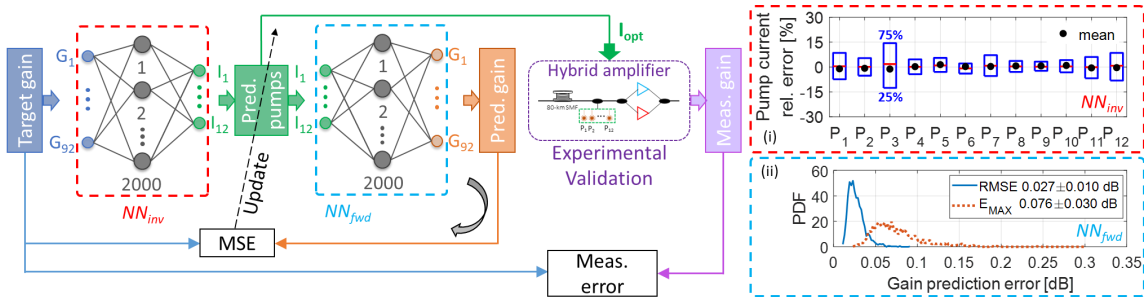 Target gain
G1
G92
1
2
2000
NNinv
I1
I12
Pred. pumps
Update
I1
I12
1
2
2000
NNfwd
G1
G92
Pred. gain
Iopt
Hybrid amplifier
80-km SMF
P1 P2 P12
Experimental
Validation
Meas. gain
MSE
Meas.
error
Pump current
rel. error [%]
30
15
0
-15
-30
75%
25%
mean
NNinv
(i)
P1 P2 P3 P4 P5 P6 P7 P8 P9 P10 P11 P12
(ii)
PDF
60
40
20
0
RMSE 0.027±0.010 dB
EMAX 0.076±0.030 dB
NNfwd
0 0.05 0.1 0.15 0.2 0.25 0.3 0.35
Gain prediction error [dB]